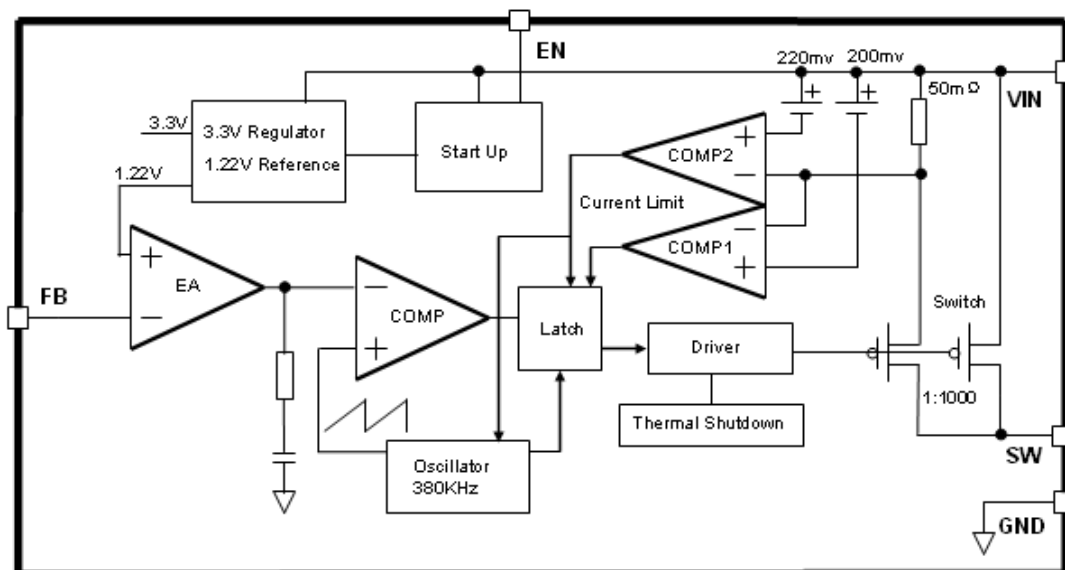 EN
220mv
200mv
50mΩ
VIN
3.3V
3.3V Regulator
1.22V Reference
Start Up
+
+
+
COMP2
−
1.22V
Current Limit
−
COMP1
+
+
EA
−
FB
−
COMP
+
Latch
Driver
Switch
1:1000
Thermal Shutdown
Oscillator
380KHz
SW
GND